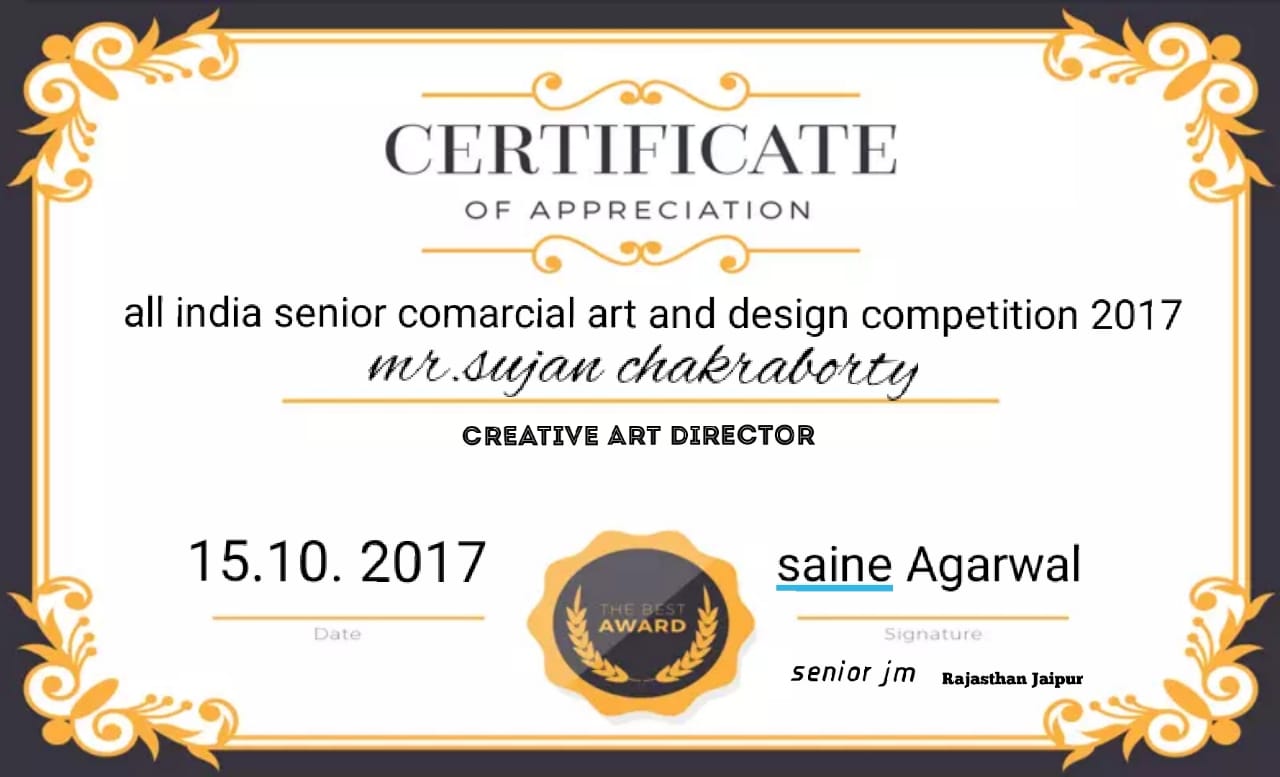 CERTIFICATE
OF APPRECIATION
all india senior comarcial art and design competition 2017
mr.sujan chakraborty
CREATIVE ART DIRECTOR
15.10. 2017
Date
THE BEST
AWARD
saine Agarwal
Signature
senior jm Rajasthan Jaipur